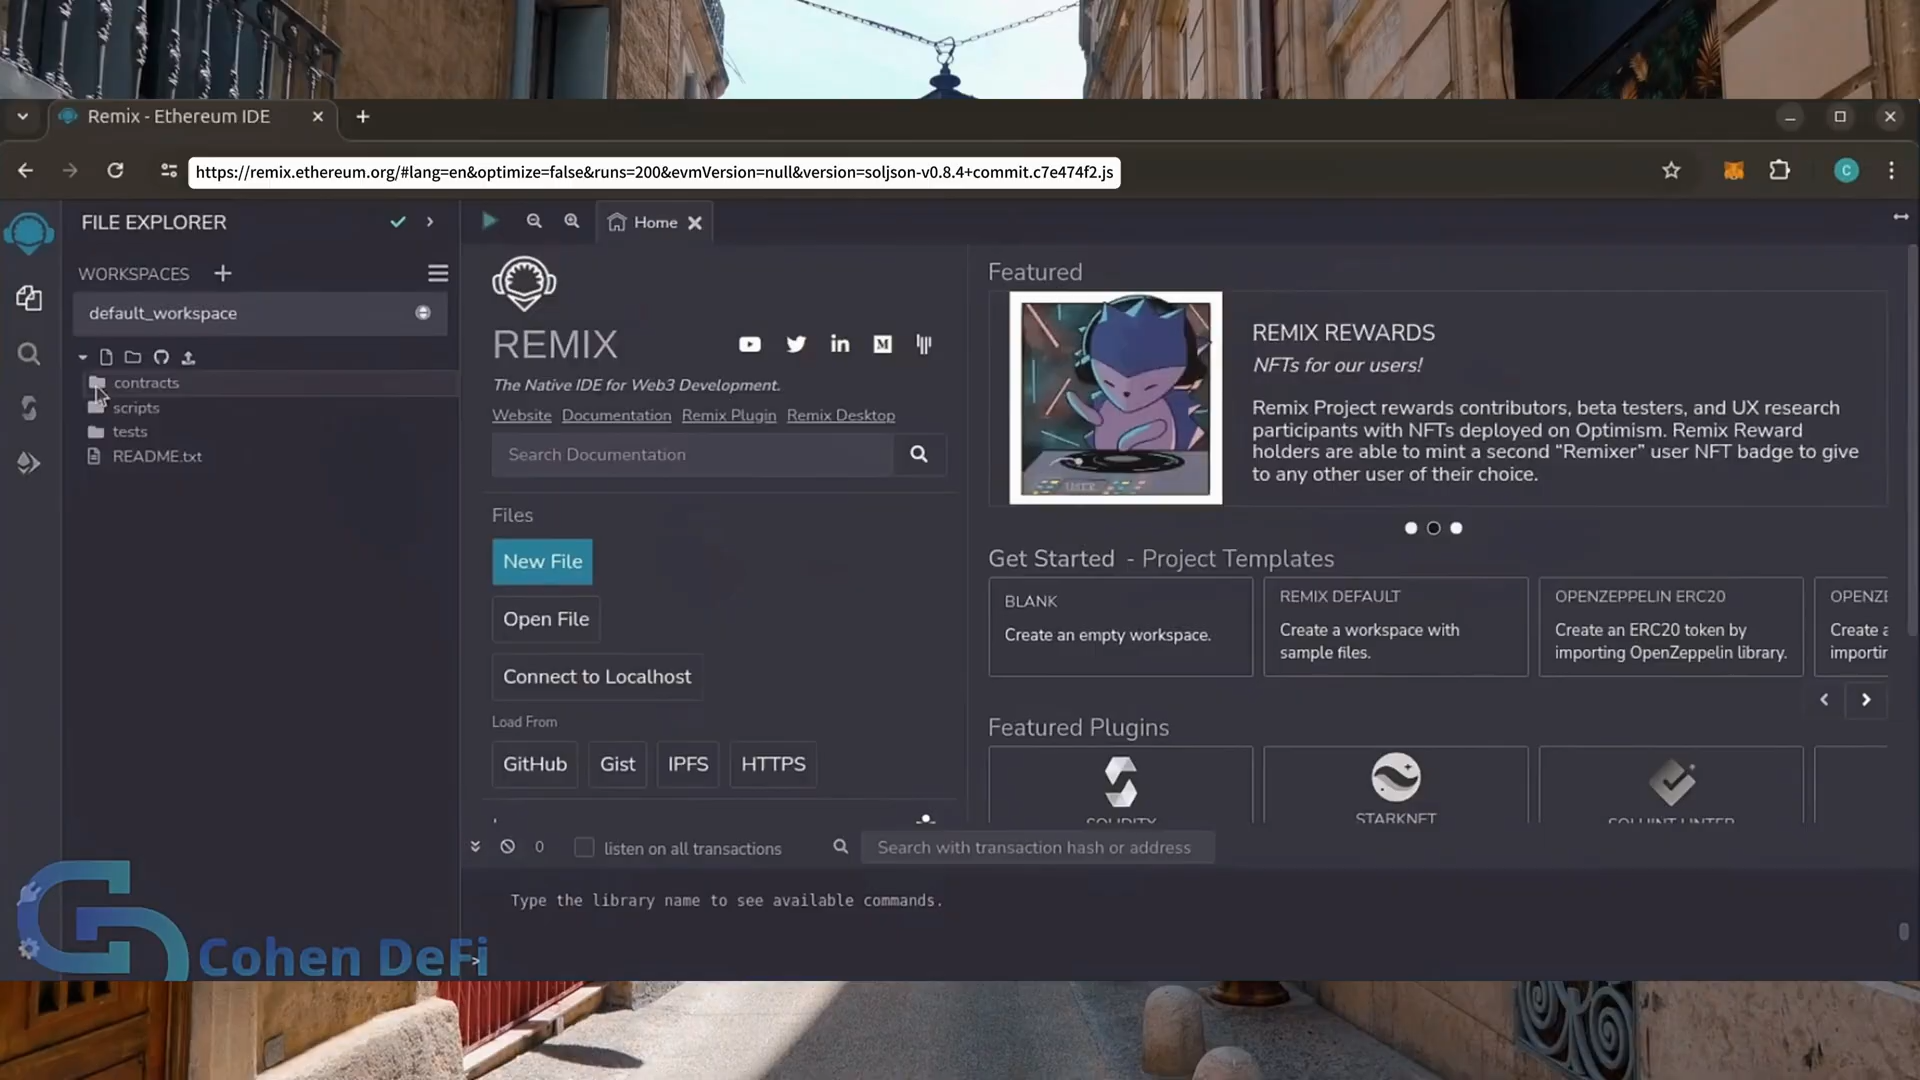 Remix - Ethereum IDE
https://remix.ethereum.org/#lang=en&optimize=false&runs=200&evmVersion=null&version=soljson-v0.8.4+commit.c7e474f2.js
C
FILE EXPLORER
WORKSPACES
default_workspace
contracts
scripts
tests
README.txt
Home
REMIX
The Native IDE for Web3 Development.
Website Documentation Remix Plugin Remix Desktop
Search Documentation
Files
New File
Open File
Connect to Localhost
Load From
GitHub Gist IPFS HTTPS
Featured
REMIX REWARDS
NFTs for our users!
Remix Project rewards contributors, beta testers, and UX research
participants with NFTs deployed on Optimism. Remix Reward
holders are able to mint a second “Remixer” user NFT badge to give
to any other user of their choice.
Get Started - Project Templates
BLANK
Create an empty workspace.
REMIX DEFAULT
Create a workspace with
sample files.
OPENZEPPELIN ERC20
Create an ERC20 token by
importing OpenZeppelin library.
OPENZE
Create a
importin
Featured Plugins
SOLIDITY
STARKNET
SOLHINT LINTER
0
listen on all transactions
Search with transaction hash or address
Type the library name to see available commands.
>
Cohen DeFi